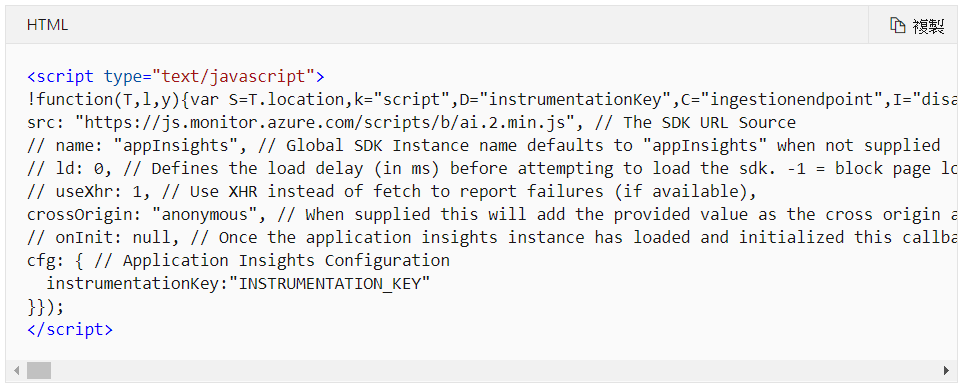 HTML
複製
<script type="text/javascript">
!function(T,l,y){var S=T.location,k="script",D="instrumentationKey",C="ingestionendpoint",I="disa
src: "https://js.monitor.azure.com/scripts/b/ai.2.min.js", // The SDK URL Source
// name: "appInsights", // Global SDK Instance name defaults to "appInsights" when not supplied
// ld: 0, // Defines the load delay (in ms) before attempting to load the sdk. -1 = block page lo
// useXhr: 1, // Use XHR instead of fetch to report failures (if available),
crossOrigin: "anonymous", // When supplied this will add the provided value as the cross origin a
// onInit: null, // Once the application insights instance has loaded and initialized this callba
cfg: { // Application Insights Configuration
  instrumentationKey:"INSTRUMENTATION_KEY"
}});
</script>